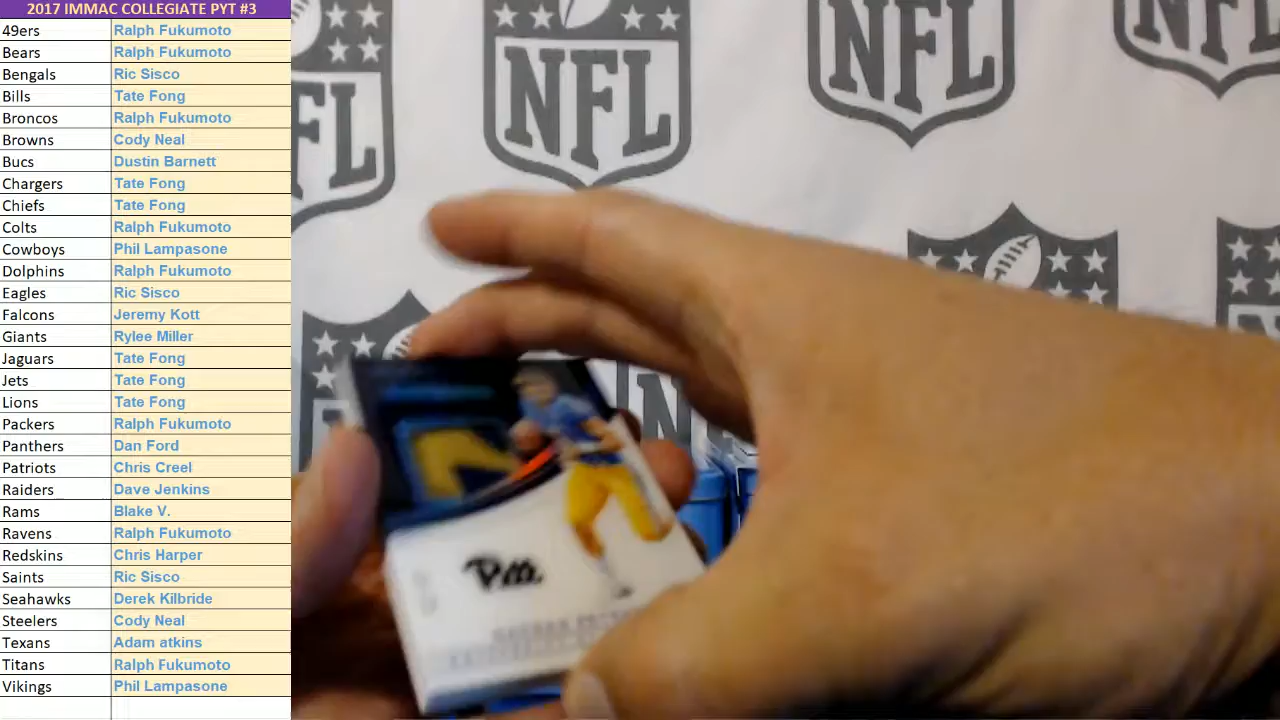 2017 IMMAC COLLEGIATE PYT #3
49ers Ralph Fukumoto
Bears Ralph Fukumoto
Bengals Ric Sisco
Bills Tate Fong
Broncos Ralph Fukumoto
Browns Cody Neal
Bucs Dustin Barnett
Chargers Tate Fong
Chiefs Tate Fong
Colts Ralph Fukumoto
Cowboys Phil Lampasone
Dolphins Ralph Fukumoto
Eagles Ric Sisco
Falcons Jeremy Kott
Giants Rylee Miller
Jaguars Tate Fong
Jets Tate Fong
Lions Tate Fong
Packers Ralph Fukumoto
Panthers Dan Ford
Patriots Chris Creel
Raiders Dave Jenkins
Rams Blake V.
Ravens Ralph Fukumoto
Redskins Chris Harper
Saints Ric Sisco
Seahawks Derek Kilbride
Steelers Cody Neal
Texans Adam atkins
Titans Ralph Fukumoto
Vikings Phil Lampasone
NFL
NFL
NFL
NFL
Pitt